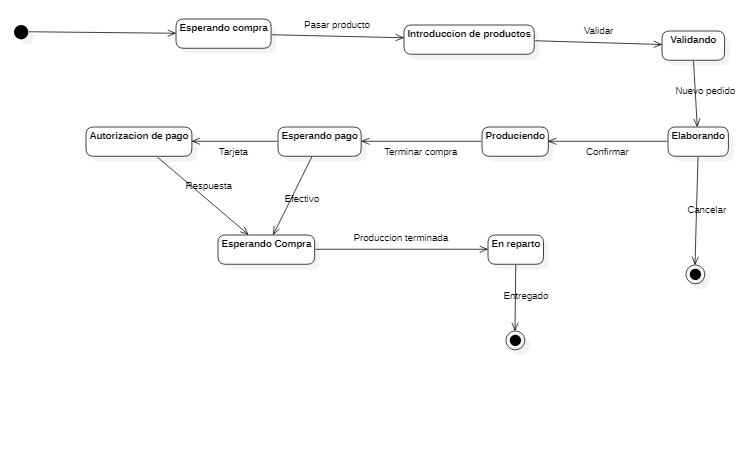 Esperando compra
Pasar producto
Introduccion de productos
Validar
Validando
Nuevo pedido
Autorizacion de pago
Tarjeta
Esperando pago
Terminar compra
Produciendo
Confirmar
Elaborando
Respuesta
Efectivo
Cancelar
Esperando Compra
Produccion terminada
En reparto
Entregado